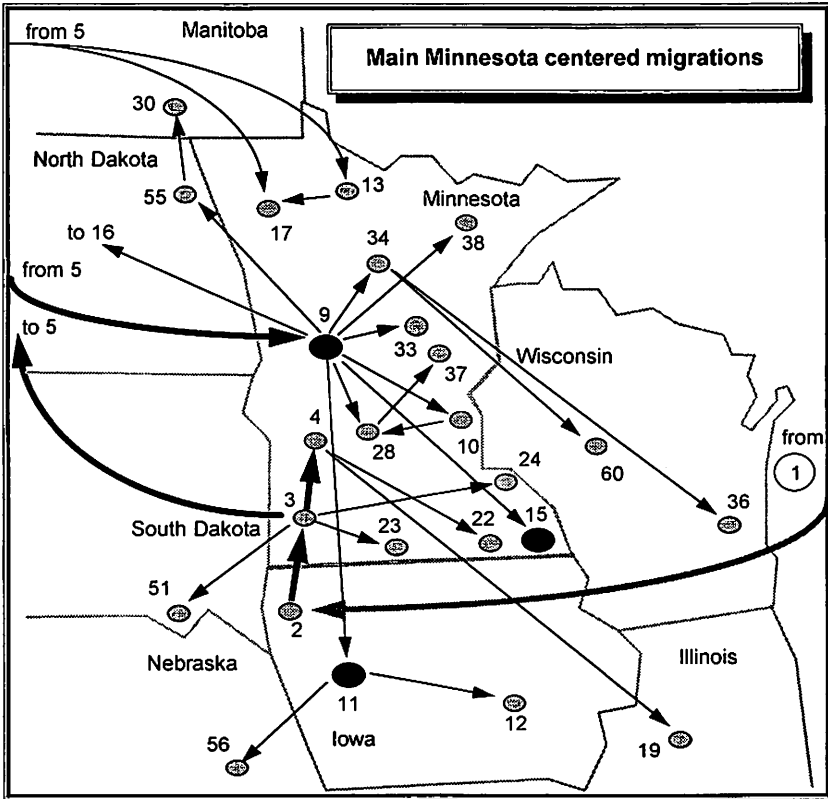 from 5
Manitoba
Main Minnesota centered migrations
30
North Dakota
13
55
Minnesota
17
38
to 16
34
from 5
9
to 5
33
Wisconsin
37
4
10
from
28
24
60
1
3
15
36
South Dakota
23
22
51
2
Nebraska
Illinois
11
12
Iowa
56
19